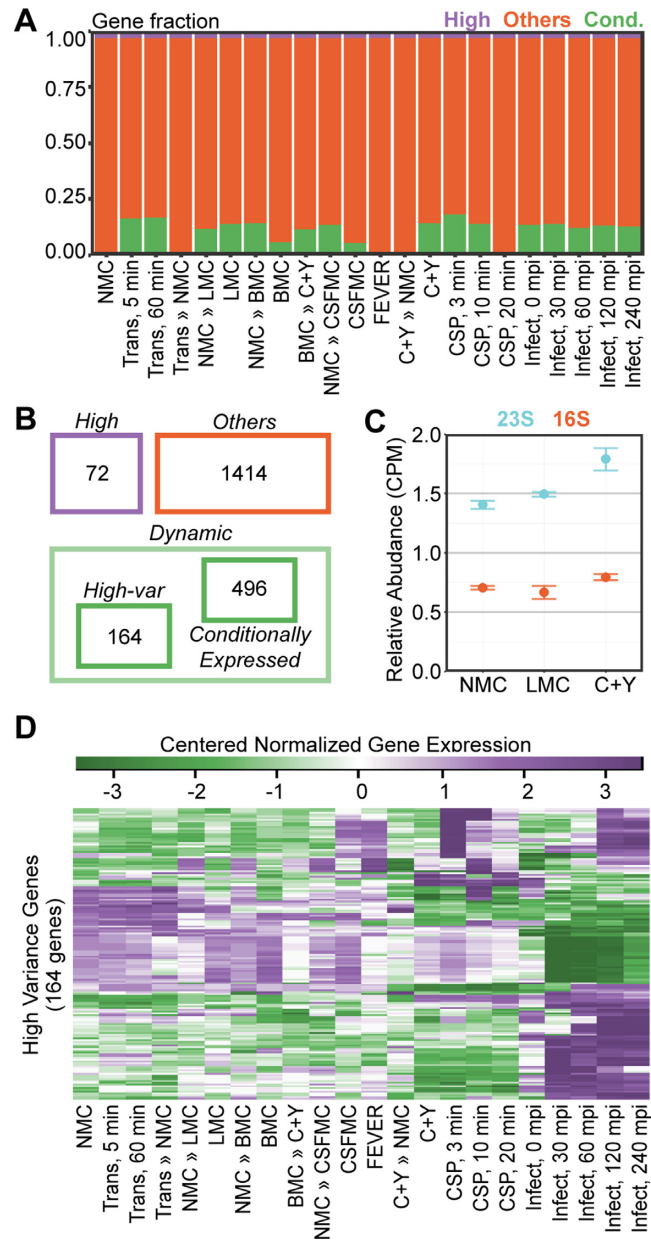 A
Gene fraction
High Others Cond.
1.00
0.75
0.50
0.25
0.00
NMC
Trans, 5 min
Trans, 60 min
Trans » NMC
NMC » LMC
LMC
NMC » BMC
BMC
BMC » C+Y
NMC » CSFMC
CSFMC
FEVER
C+Y » NMC
C+Y
CSP, 3 min
CSP, 10 min
CSP, 20 min
Infect, 0 mpi
Infect, 30 mpi
Infect, 60 mpi
Infect, 120 mpi
Infect, 240 mpi
B
High
Others
72
1414
Dynamic
High-var
496
164
Conditionally
Expressed
C
23S 16S
Relative Abudance (CPM)
2.0
1.5
1.0
0.5
0.0
NMC LMC C+Y
D
Centered Normalized Gene Expression
-3 -2 -1 0 1 2 3
High Variance Genes
(164 genes)
NMC
Trans, 5 min
Trans, 60 min
Trans » NMC
NMC » LMC
LMC
NMC » BMC
BMC
BMC » C+Y
NMC » CSFMC
CSFMC
FEVER
C+Y » NMC
C+Y
CSP, 3 min
CSP, 10 min
CSP, 20 min
Infect, 0 mpi
Infect, 30 mpi
Infect, 60 mpi
Infect, 120 mpi
Infect, 240 mpi